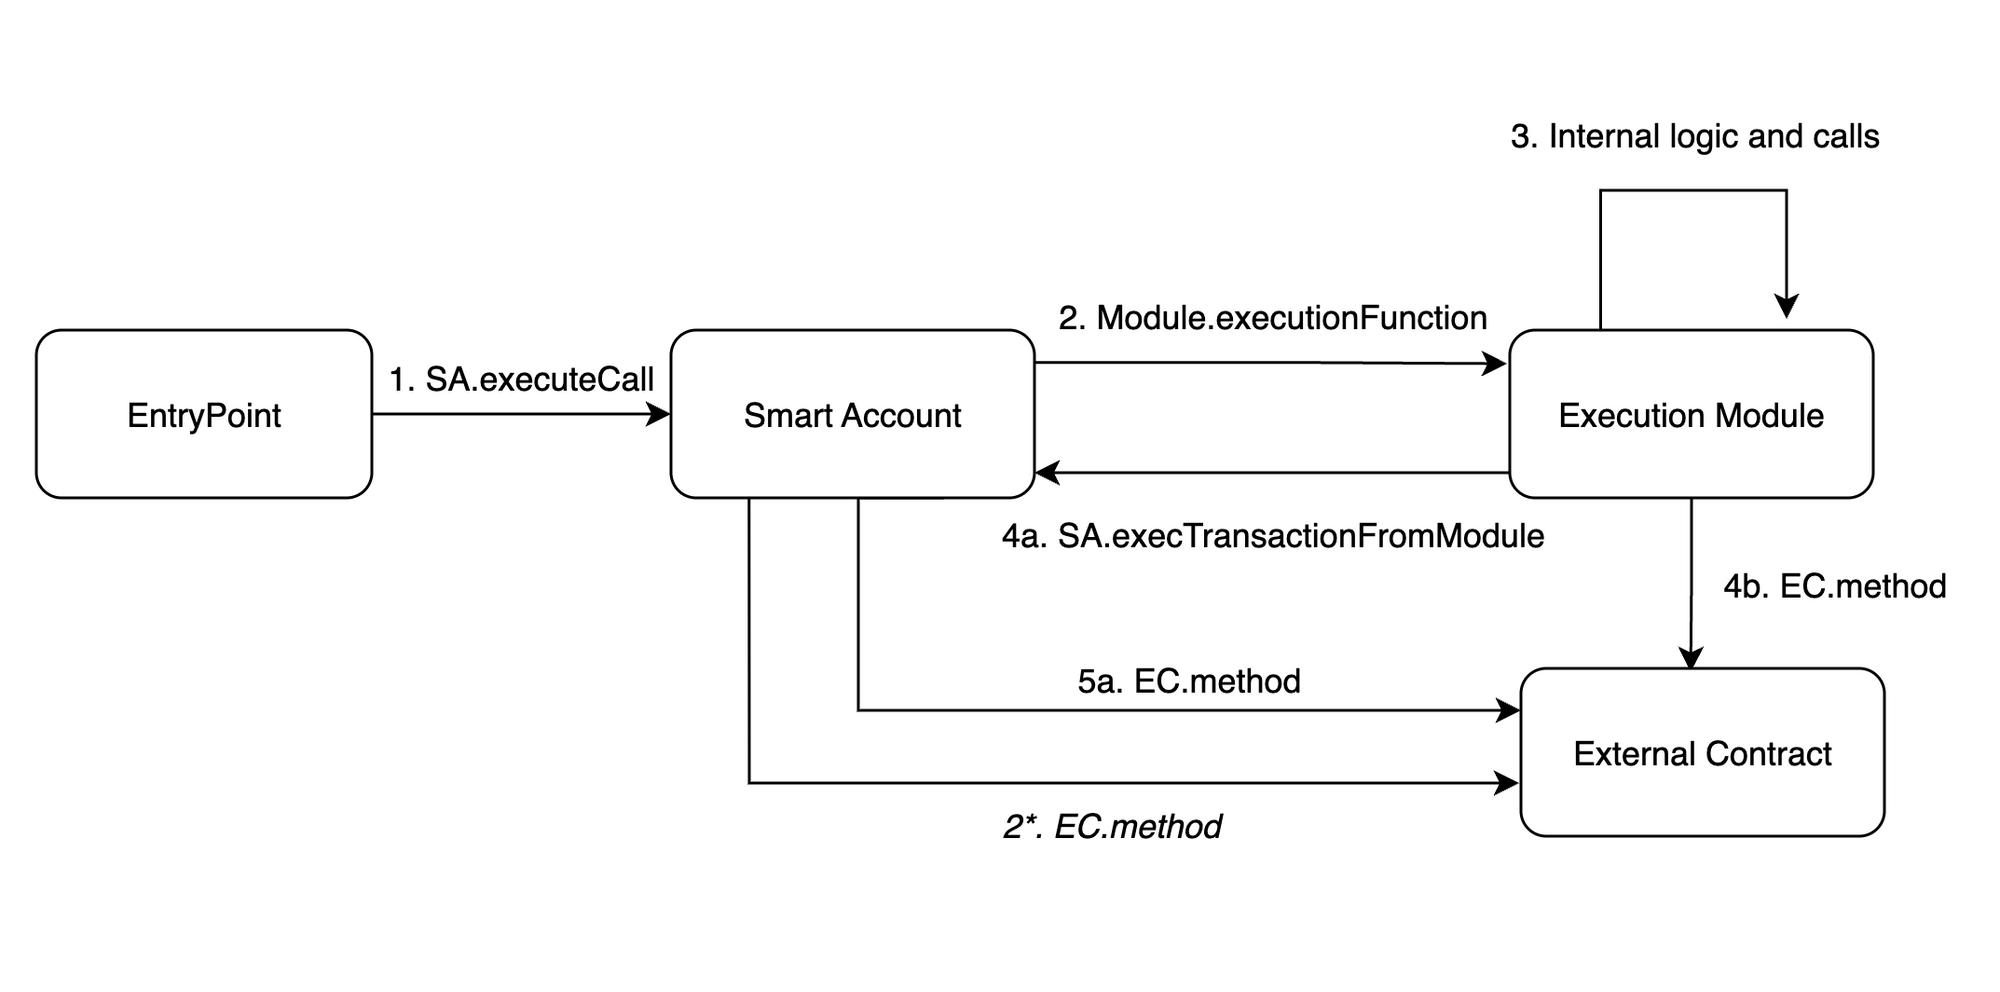 3. Internal logic and calls
2. Module.executionFunction
1. SA.executeCall
EntryPoint
Smart Account
Execution Module
4a. SA.execTransactionFromModule
4b. EC.method
5a. EC.method
External Contract
2*. EC.method